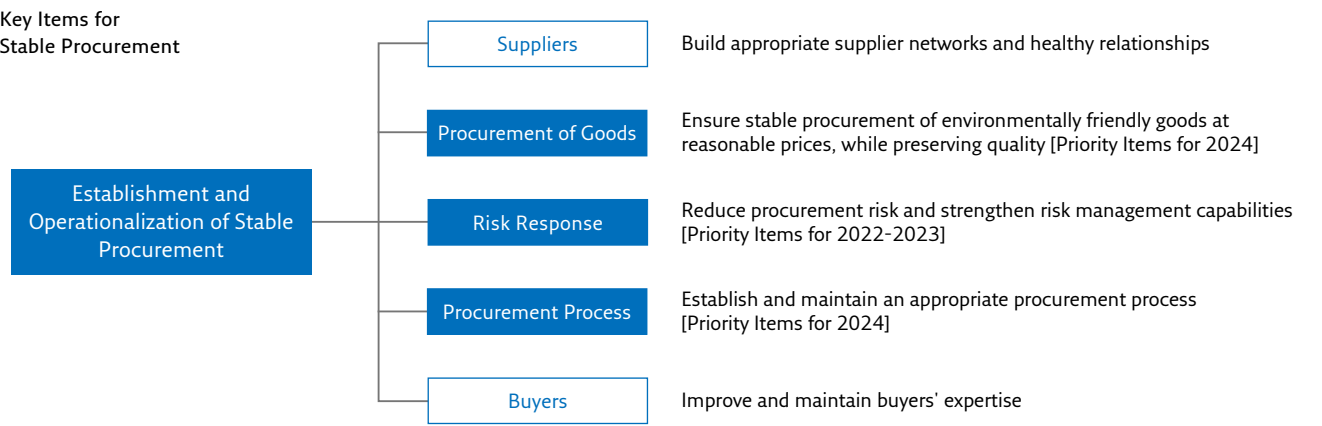 Key Items for
Stable Procurement
Suppliers
Build appropriate supplier networks and healthy relationships
Procurement of Goods
Ensure stable procurement of environmentally friendly goods at
reasonable prices, while preserving quality [Priority Items for 2024]
Establishment and
Operationalization of Stable
Procurement
Risk Response
Reduce procurement risk and strengthen risk management capabilities
[Priority Items for 2022-2023]
Procurement Process
Establish and maintain an appropriate procurement process
[Priority Items for 2024]
Buyers
Improve and maintain buyers' expertise